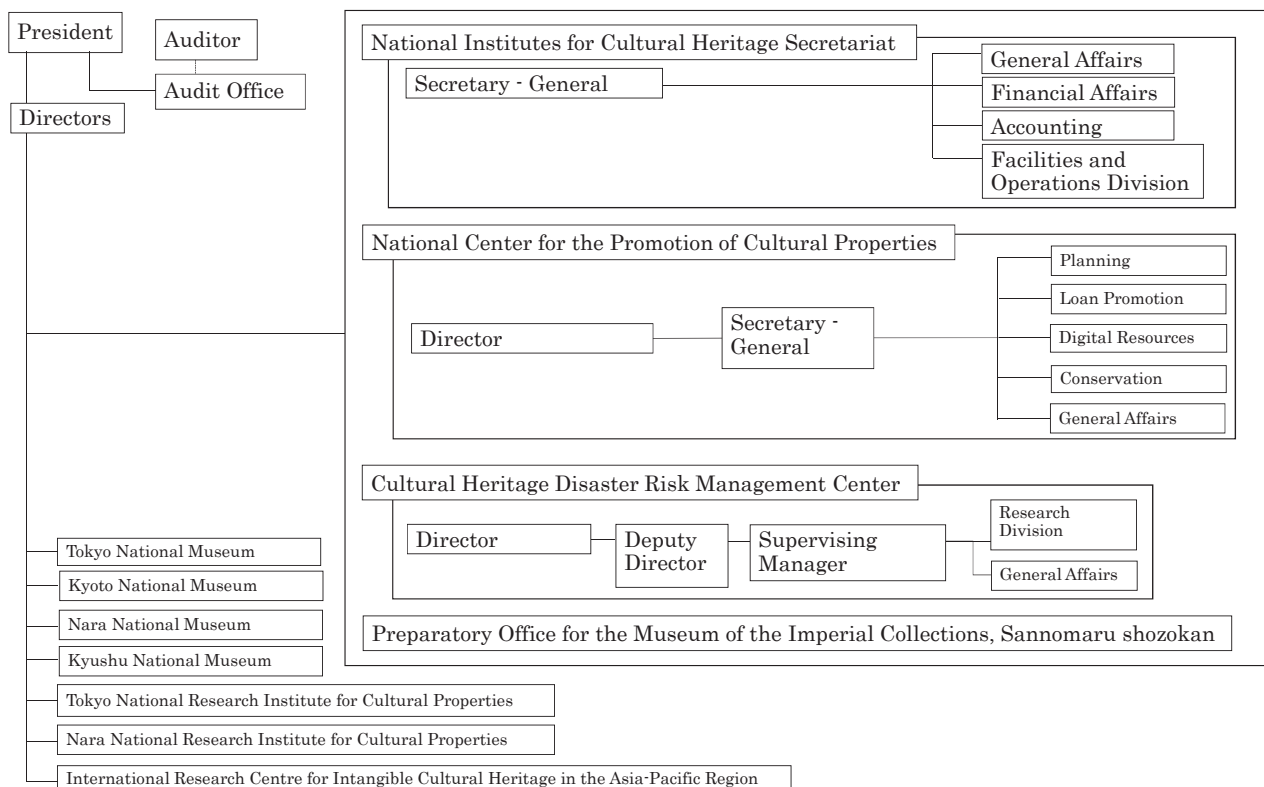 President
Auditor
Audit Office
Directors
National Institutes for Cultural Heritage Secretariat
Secretary - General
General Affairs
Financial Affairs
Accounting
Facilities and
Operations Division
National Center for the Promotion of Cultural Properties
Director
Secretary -
General
Planning
Loan Promotion
Digital Resources
Conservation
General Affairs
Cultural Heritage Disaster Risk Management Center
Director
Deputy
Director
Supervising
Manager
Research
Division
General Affairs
Preparatory Office for the Museum of the Imperial Collections, Sannomaru shozokan
Tokyo National Museum
Kyoto National Museum
Nara National Museum
Kyushu National Museum
Tokyo National Research Institute for Cultural Properties
Nara National Research Institute for Cultural Properties
International Research Centre for Intangible Cultural Heritage in the Asia-Pacific Region